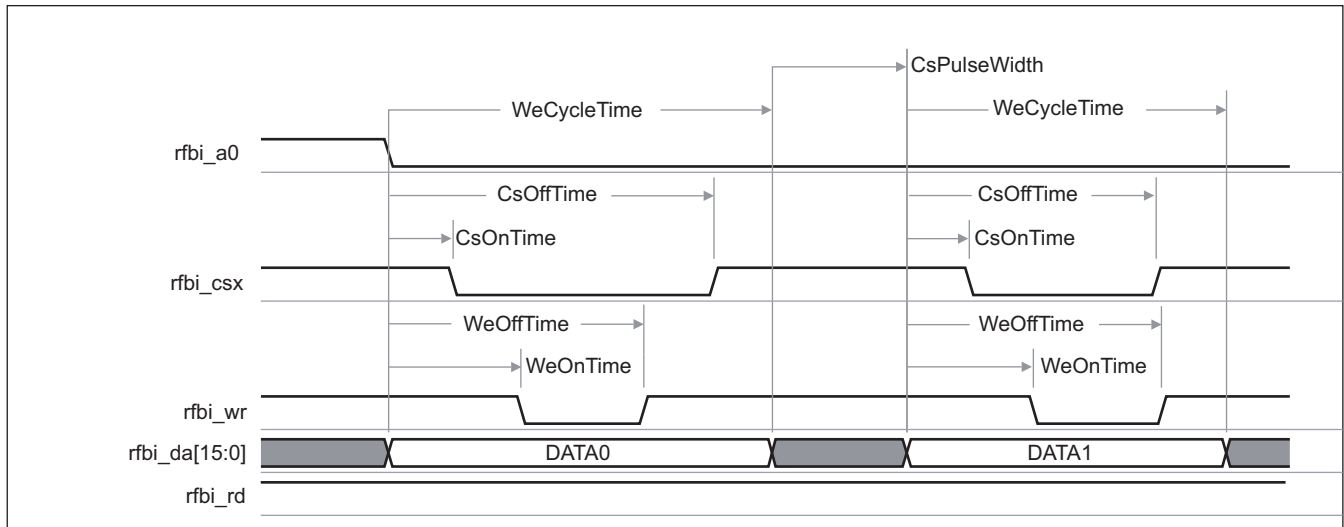 CsPulseWidth
WeCycleTime
WeCycleTime
rfbi_a0
CsOffTime
CsOffTime
CsOnTime
CsOnTime
rfbi_csx
WeOffTime
WeOffTime
WeOnTime
WeOnTime
rfbi_wr
rfbi_da[15:0]
DATA0
DATA1
rfbi_rd